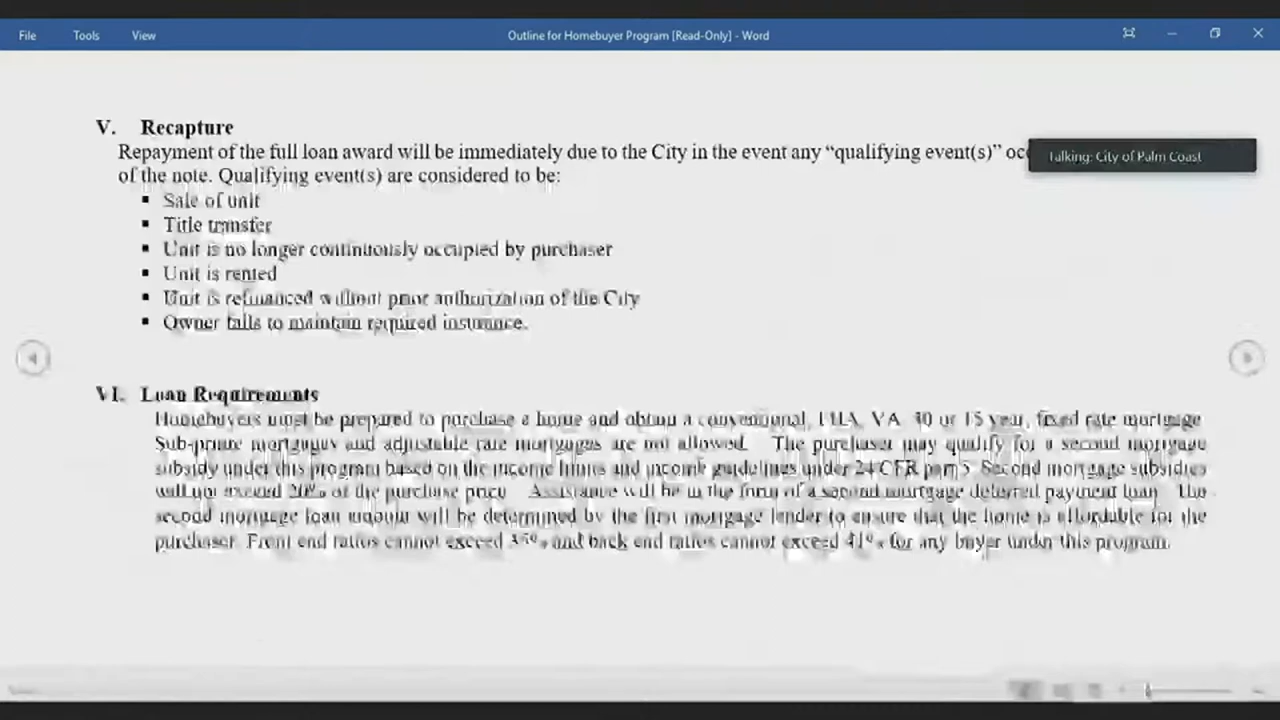 File Tools View Outline for Homebuyer Program [Read-Only] - Word
V. Recapture
Repayment of the full loan award will be immediately due to the City in the event any “qualifying event(s)”
Talking: City of Palm Coast
of the note. Qualifying event(s) are considered to be:
▪ Sale of unit
▪ Title transfer
▪ Unit is no longer continuously occupied by purchaser
▪ Unit is rented
▪ Unit is refinanced without prior authorization of the City
▪ Owner fails to maintain required insurance.
VI. Loan Requirements
Homebuyers must be prepared to purchase a home and obtain a conventional, FHA, VA, 30 or 15 year, fixed rate mortgage
Sub-prime mortgages and adjustable rate mortgages are not allowed. The purchaser may qualify for a second mortgage
subsidy under this program based on the income limits and income guidelines under 24 CFR part 5. Second mortgage subsidies
will not exceed 20% of the purchase price. Assistance will be in the form of a second mortgage deferred payment loan. The
second mortgage loan amount will be determined by the first mortgage lender to ensure that the home is affordable for the
purchaser. Front end ratios cannot exceed and back end ratios cannot exceed 41% for any buyer under this program.